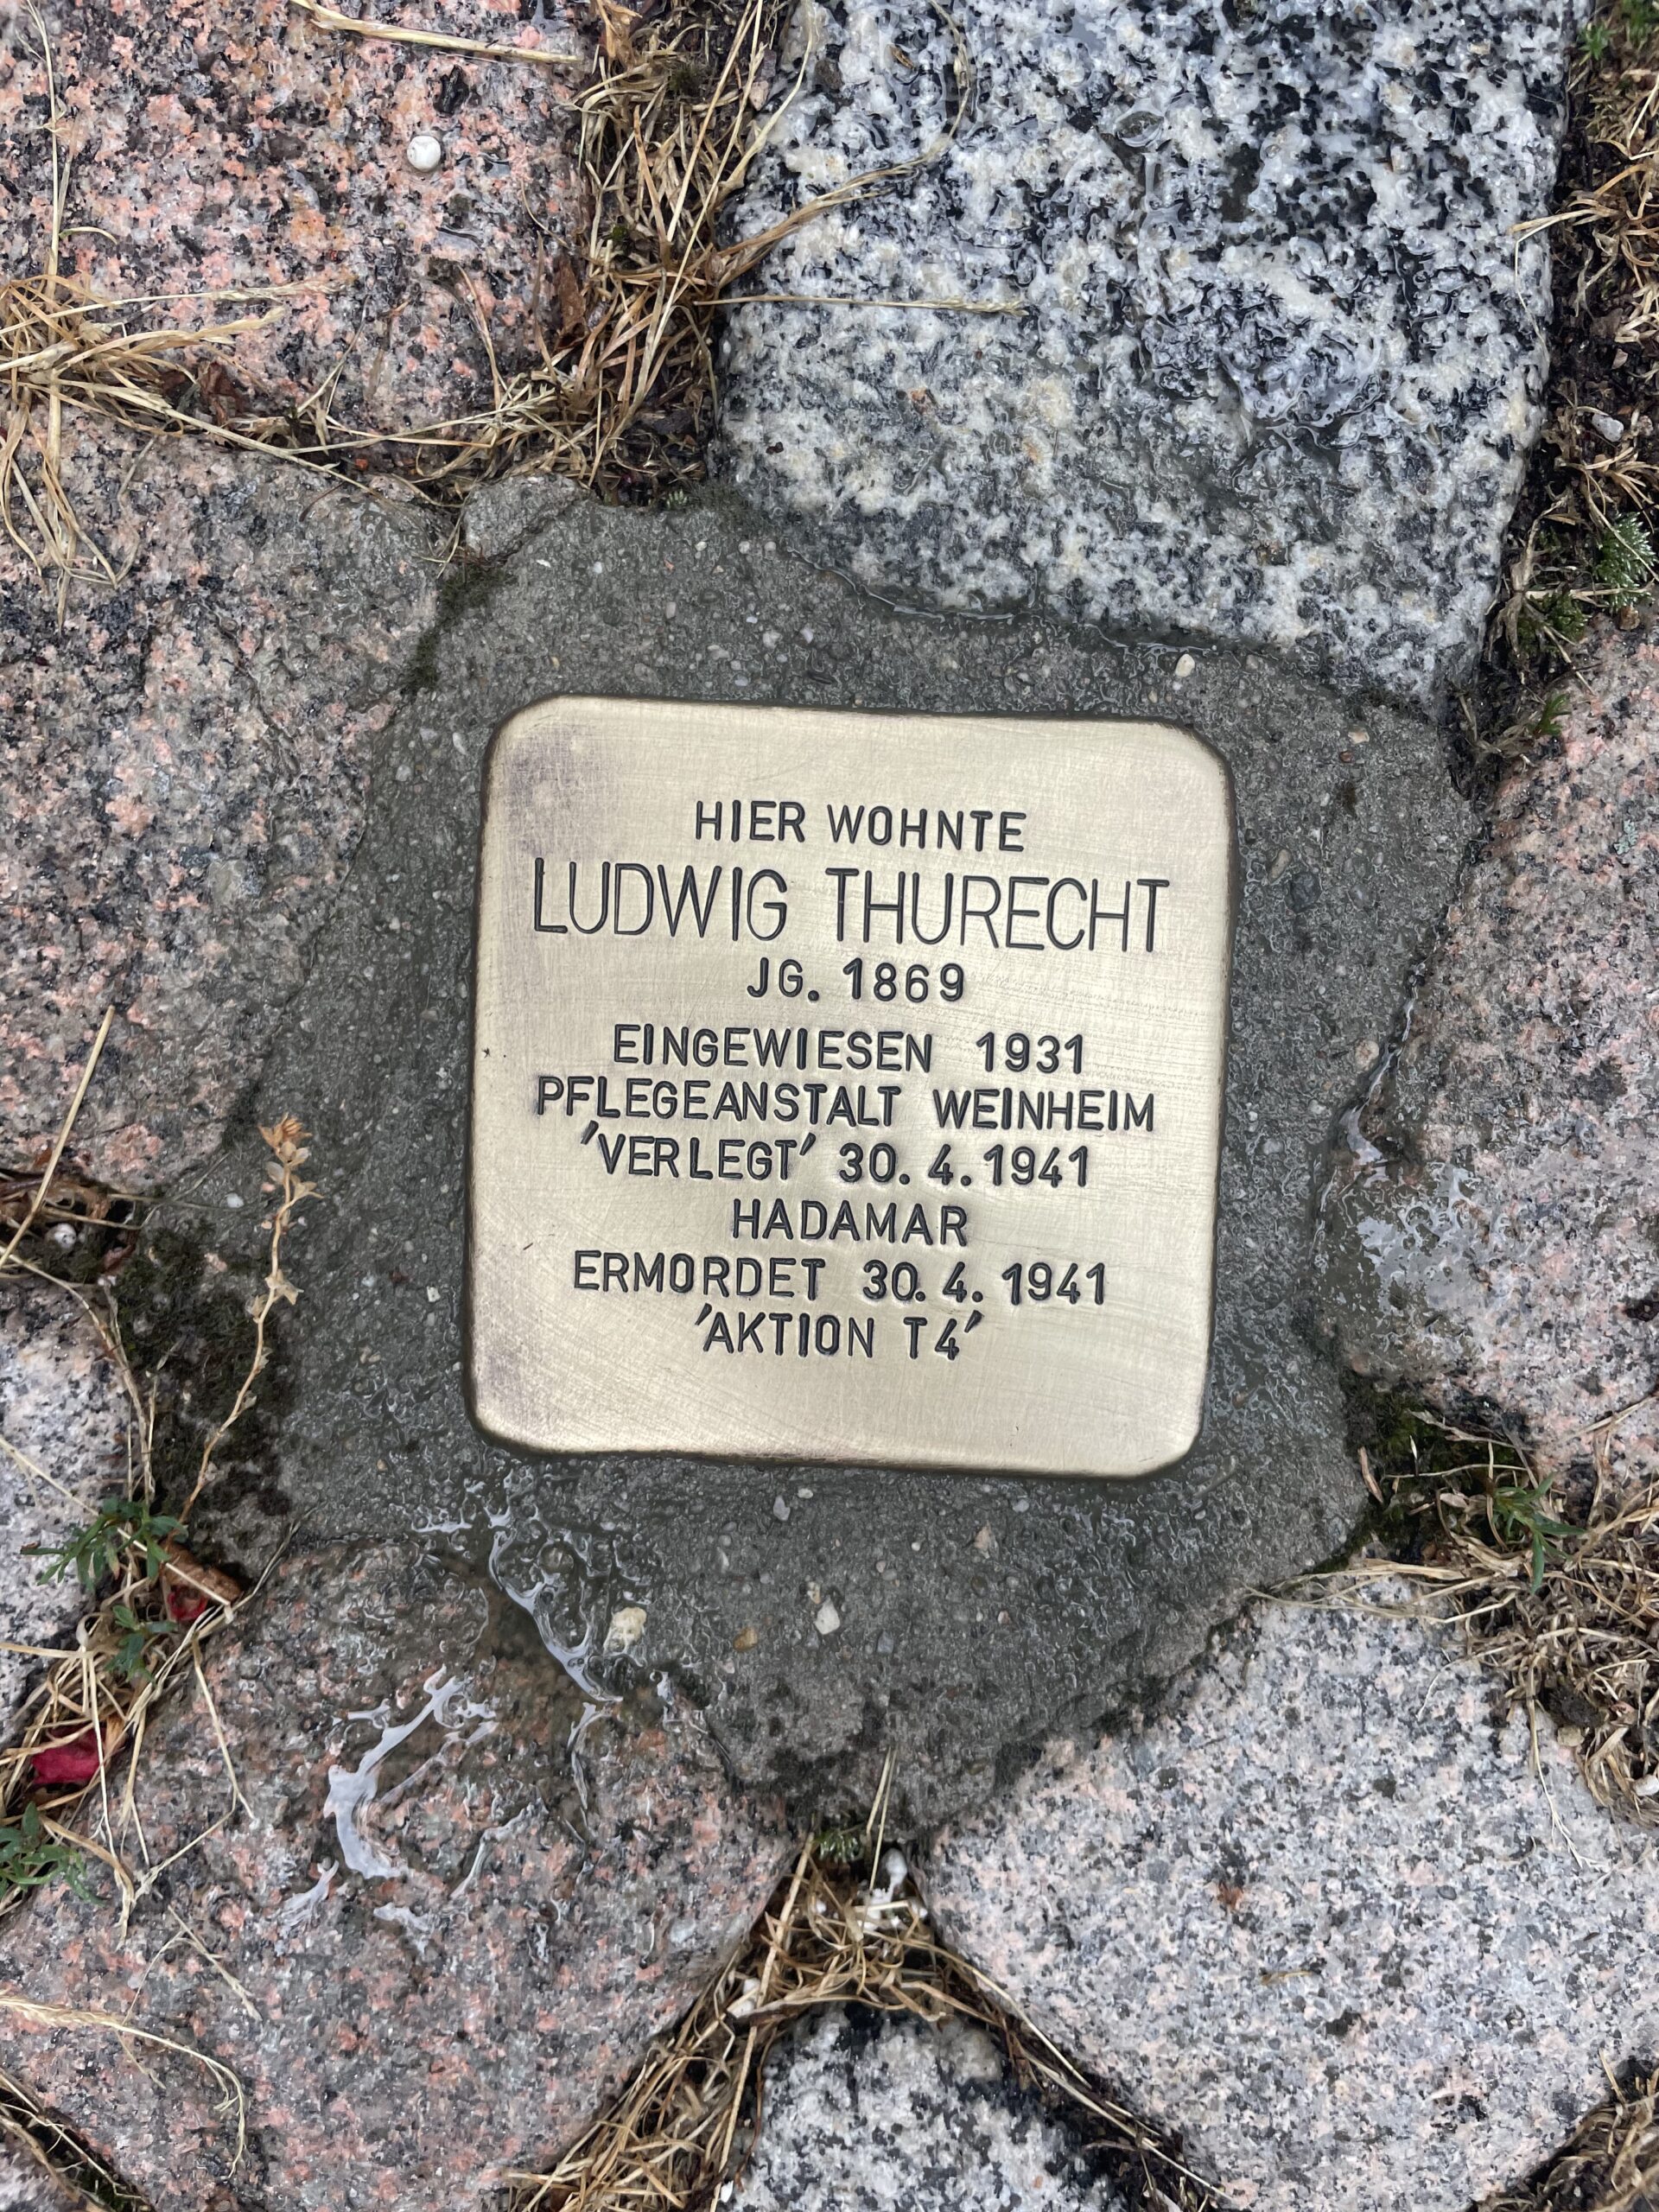 HIER WOHNTE
LUDWIG THURECHT
JG. 1869
EINGEWIESEN 1931
PFLEGEANSTALT WEINHEIM
'VERLEGT' 30.4.1941
HADAMAR
ERMORDET 30.4.1941
'AKTION T4'